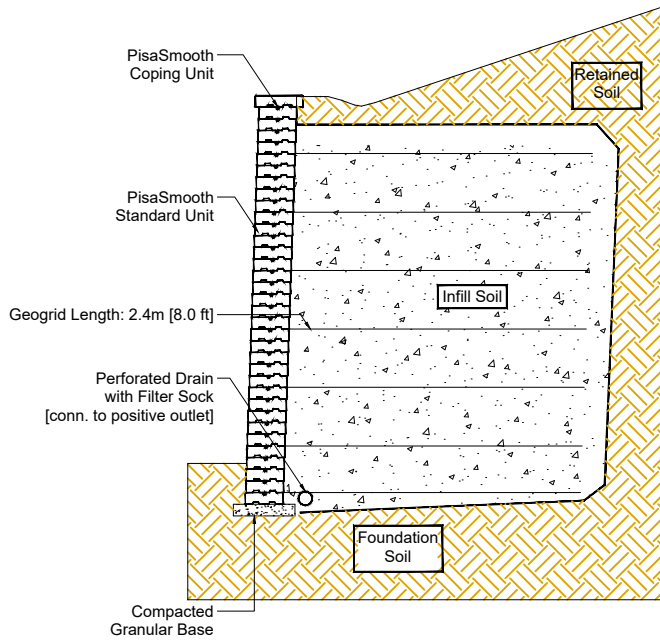 PisaSmooth
Coping Unit
Retained
Soil
PisaSmooth
Standard Unit
Infill Soil
Geogrid Length: 2.4m [8.0 ft]
Perforated Drain
with Filter Sock
[conn. to positive outlet]
Foundation
Soil
Compacted
Granular Base